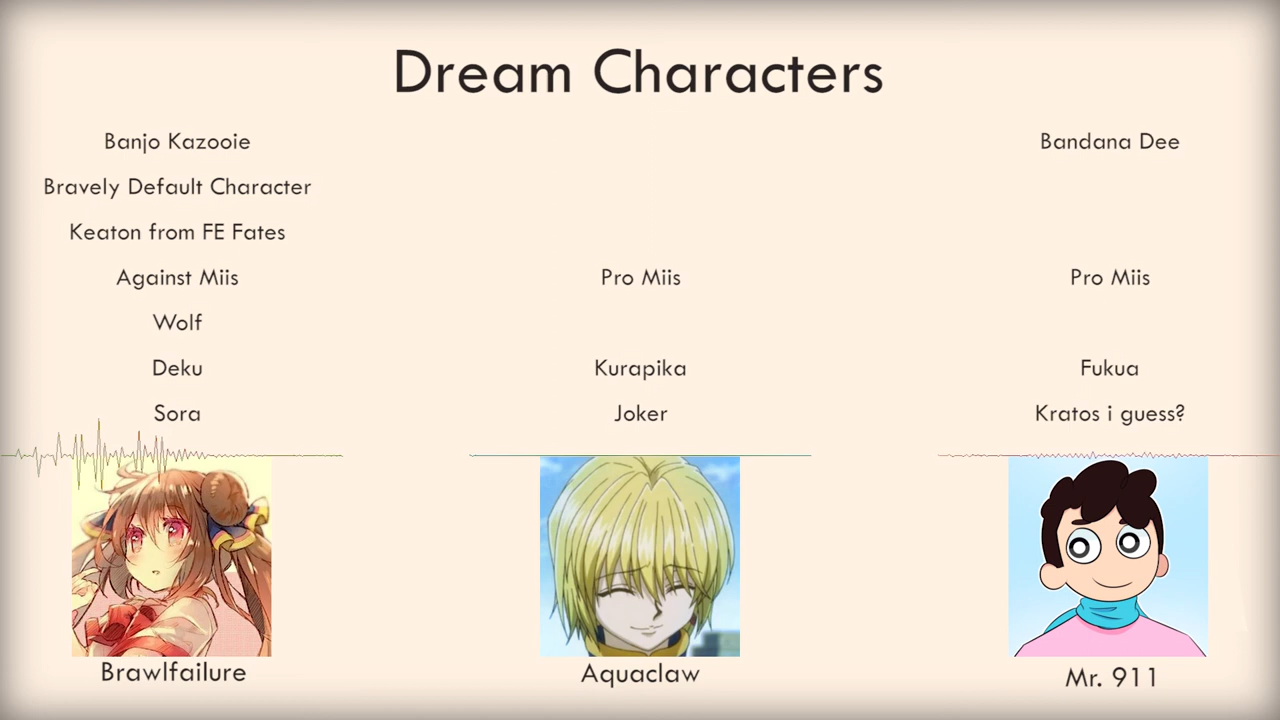 Dream Characters
Banjo Kazooie
Bandana Dee
Bravely Default Character
Keaton from FE Fates
Against Miis
Pro Miis
Pro Miis
Wolf
Deku
Kurapika
Fukua
Sora
Joker
Kratos i guess?
Brawlfailure
Aquaclaw
Mr. 911